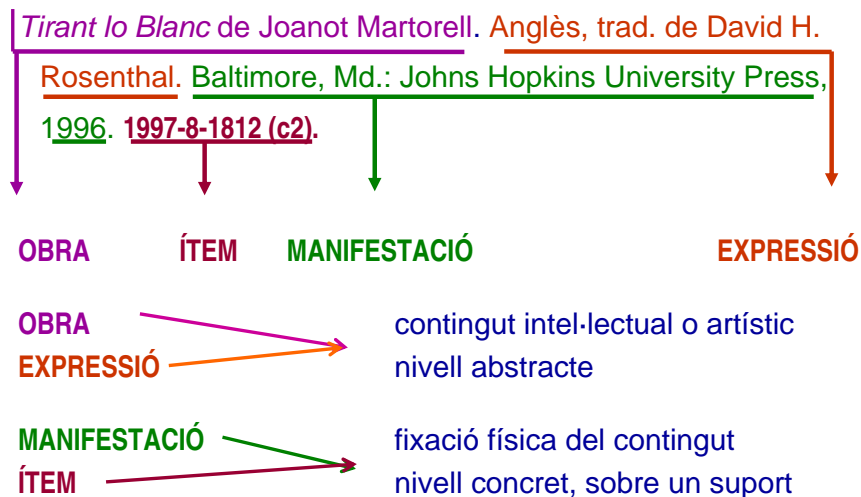 Tirant lo Blanc de Joanot Martorell. Anglès, trad. de David H.
Rosenthal. Baltimore, Md.: Johns Hopkins University Press,
1996. 1997-8-1812 (c2).
OBRA ÍTEM MANIFESTACIÓ EXPRESSIÓ
OBRA contingut intel·lectual o artístic
EXPRESSIÓ nivell abstracte
MANIFESTACIÓ fixació física del contingut
ÍTEM nivell concret, sobre un suport